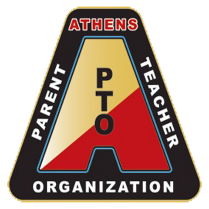 ATHENS
PARENT
TEACHER
PTO
ORGANIZATION